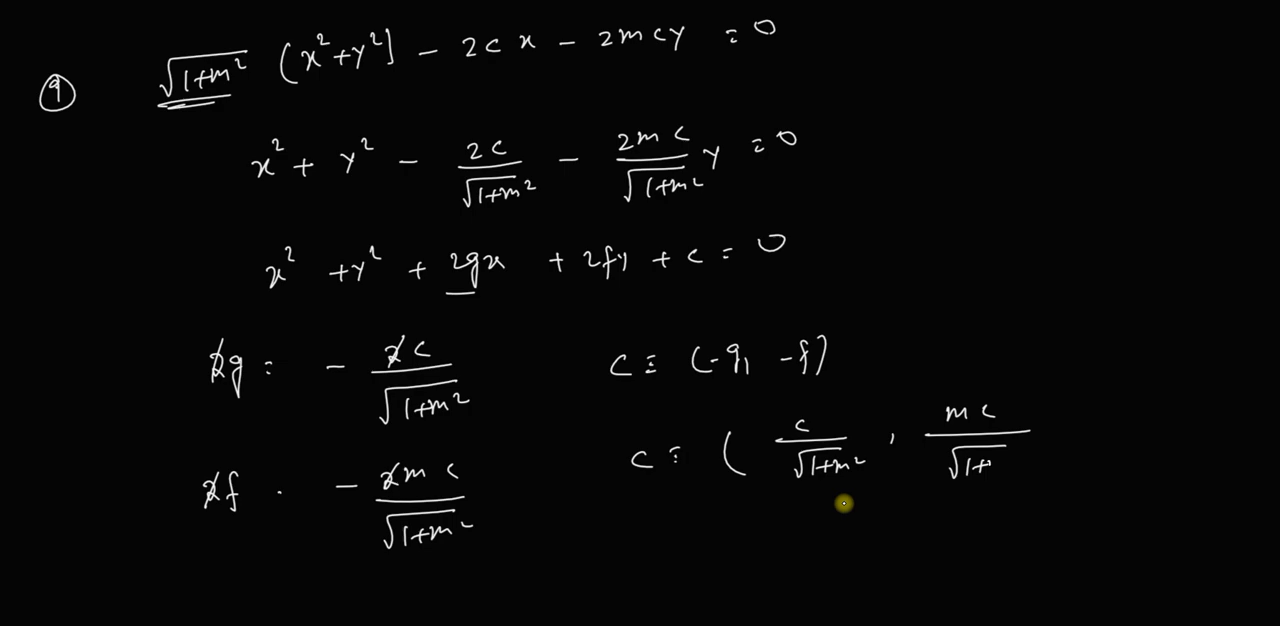 ⑨ √(1+m²) (x²+y²] − 2cx − 2mcy = 0
x² + y² − 2c/√(1+m²) − 2mc/√(1+m²) y = 0
x² + y² + 2gx + 2fy + c = 0
2g = − 2c/√(1+m²)
c ≡ (−g, −f)
2f = − 2mc/√(1+m²)
c ≡ ( c/√(1+m²) , mc/√(1+